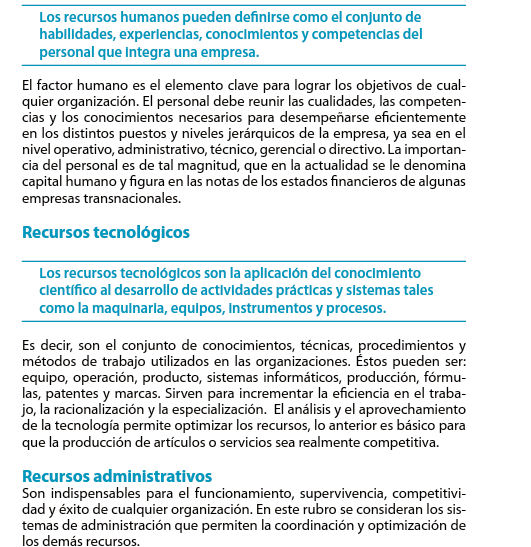 Los recursos humanos pueden definirse como el conjunto de
habilidades, experiencias, conocimientos y competencias del
personal que integra una empresa.
El factor humano es el elemento clave para lograr los objetivos de cual-
quier organización. El personal debe reunir las cualidades, las competen-
cias y los conocimientos necesarios para desempeñarse eficientemente
en los distintos puestos y niveles jerárquicos de la empresa, ya sea en el
nivel operativo, administrativo, técnico, gerencial o directivo. La importan-
cia del personal es de tal magnitud, que en la actualidad se le denomina
capital humano y figura en las notas de los estados financieros de algunas
empresas transnacionales.
Recursos tecnológicos
Los recursos tecnológicos son la aplicación del conocimiento
científico al desarrollo de actividades prácticas y sistemas tales
como la maquinaria, equipos, instrumentos y procesos.
Es decir, son el conjunto de conocimientos, técnicas, procedimientos y
métodos de trabajo utilizados en las organizaciones. Éstos pueden ser:
equipo, operación, producto, sistemas informáticos, producción, fórmu-
las, patentes y marcas. Sirven para incrementar la eficiencia en el traba-
jo, la racionalización y la especialización. El análisis y el aprovechamiento
de la tecnología permite optimizar los recursos, lo anterior es básico para
que la producción de artículos o servicios sea realmente competitiva.
Recursos administrativos
Son indispensables para el funcionamiento, supervivencia, competitivi-
dad y éxito de cualquier organización. En este rubro se consideran los sis-
temas de administración que permiten la coordinación y optimización de
los demás recursos.